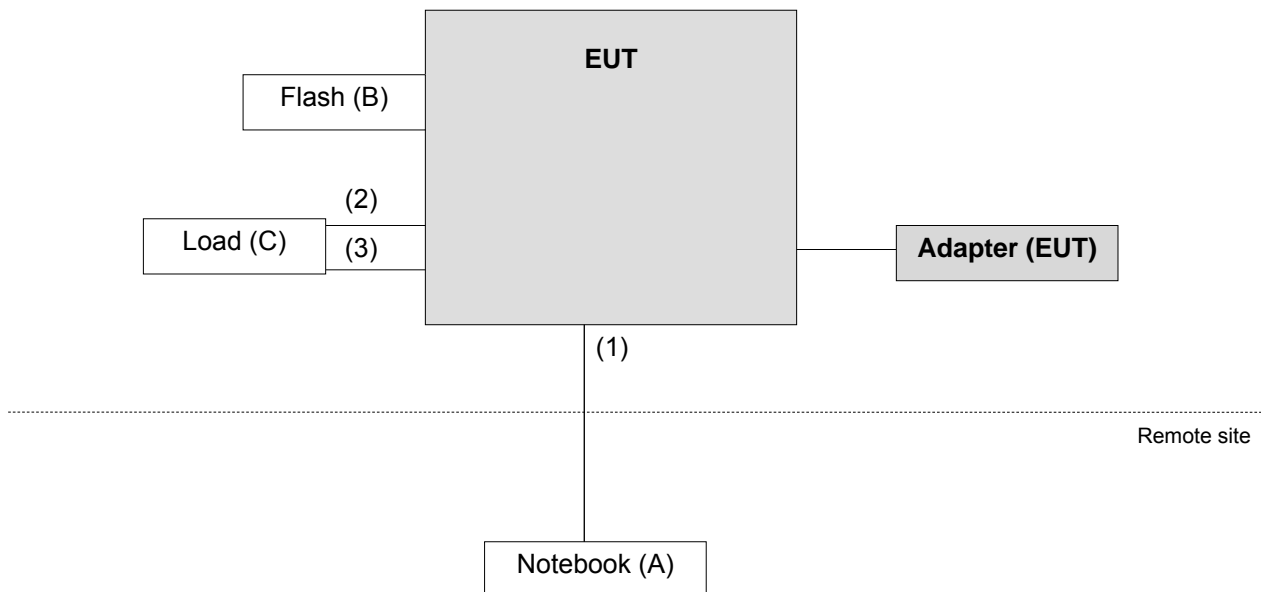 EUT
Flash (B)
(2)
Load (C)
(3)
Adapter (EUT)
(1)
Remote site
Notebook (A)